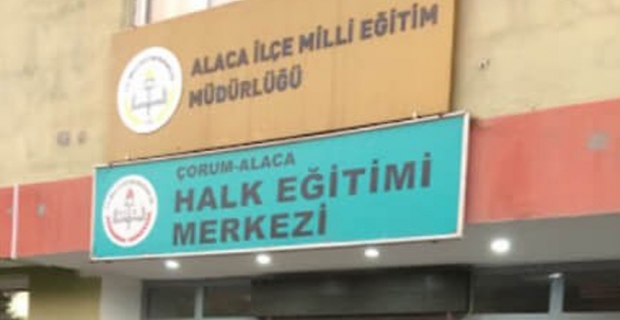 ALACA İLÇE MİLLİ EĞİTİM
MÜDÜRLÜĞÜ
ÇORUM-ALACA
HALK EĞİTİMİ
MERKEZİ